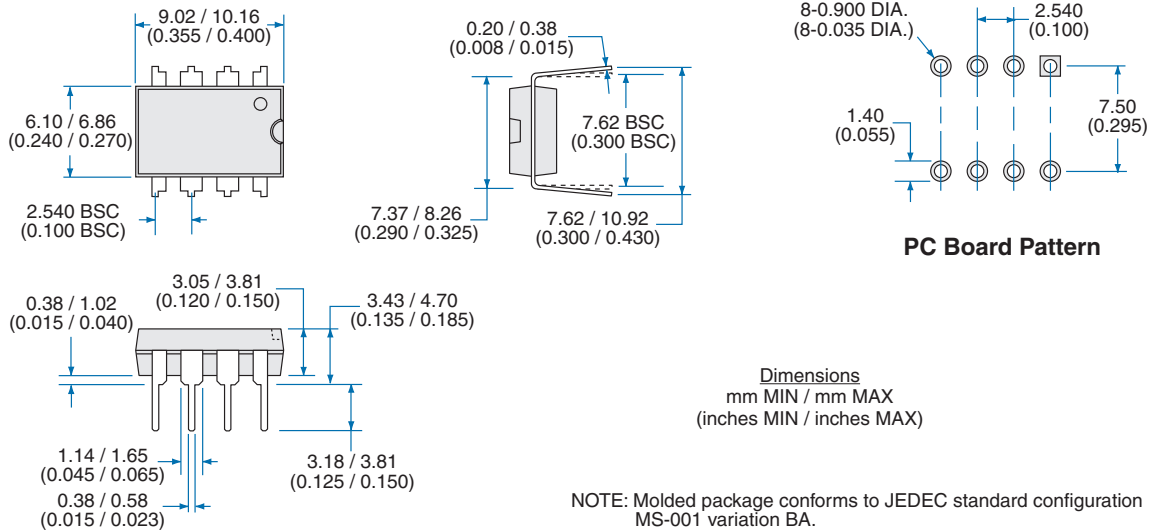 9.02 / 10.16
(0.355 / 0.400)
6.10 / 6.86
(0.240 / 0.270)
2.540 BSC
(0.100 BSC)
0.20 / 0.38
(0.008 / 0.015)
7.62 BSC
(0.300 BSC)
7.37 / 8.26
(0.290 / 0.325)
7.62 / 10.92
(0.300 / 0.430)
8-0.900 DIA.
(8-0.035 DIA.)
2.540
(0.100)
1.40
(0.055)
7.50
(0.295)
PC Board Pattern
0.38 / 1.02
(0.015 / 0.040)
3.05 / 3.81
(0.120 / 0.150)
3.43 / 4.70
(0.135 / 0.185)
1.14 / 1.65
(0.045 / 0.065)
0.38 / 0.58
(0.015 / 0.023)
3.18 / 3.81
(0.125 / 0.150)
Dimensions
mm MIN / mm MAX
(inches MIN / inches MAX)
NOTE: Molded package conforms to JEDEC standard configuration
MS-001 variation BA.